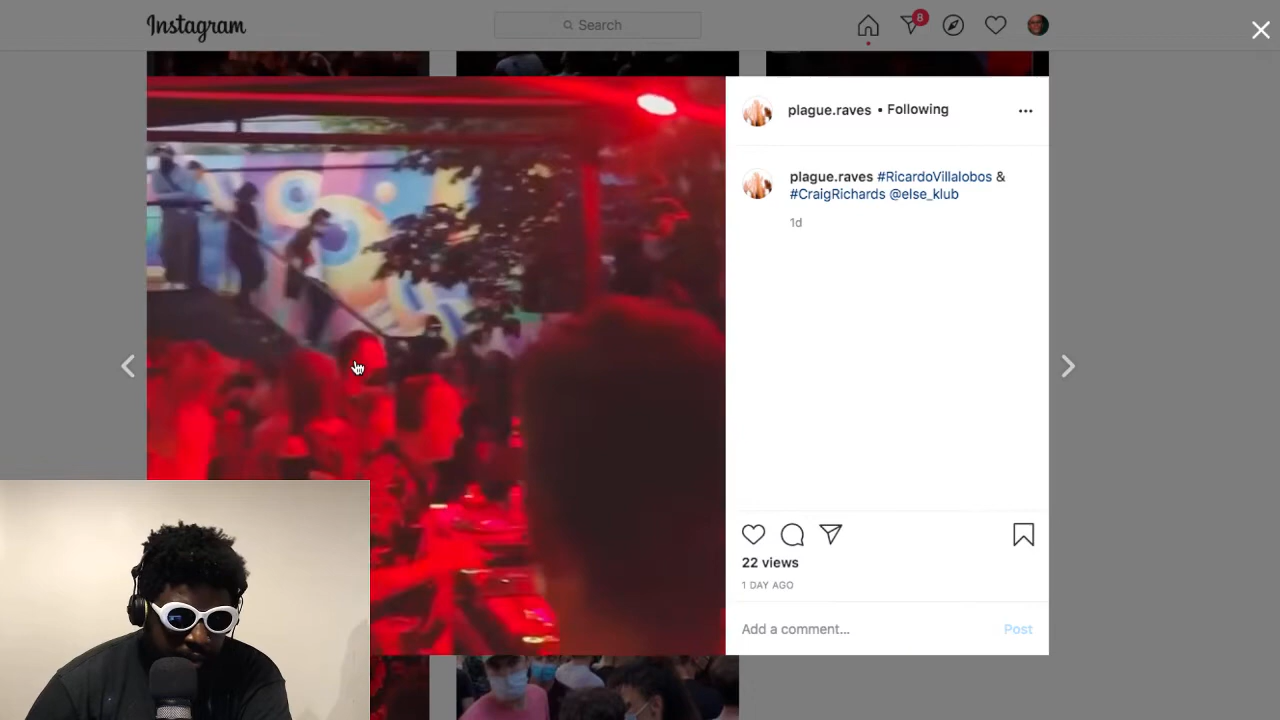 Instagram
Search
8
plague.raves • Following
plague.raves #RicardoVillalobos &
#CraigRichards @else_klub
1d
22 views
1 DAY AGO
Add a comment...
Post